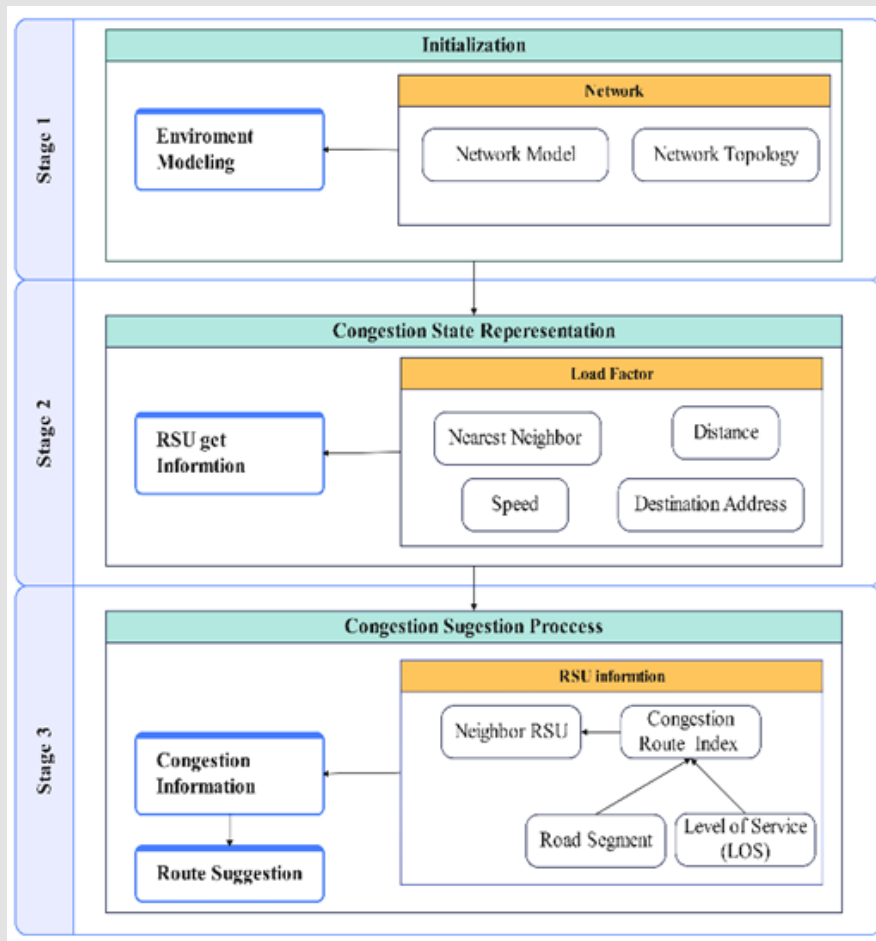 Stage 1
Initialization
Network
Enviroment
Modeling
Network Model
Network Topology
Stage 2
Congestion State Reperesentation
Load Factor
RSU get
Informtion
Nearest Neighbor
Distance
Speed
Destination Address
Stage 3
Congestion Sugestion Proccess
RSU informtion
Neighbor RSU
Congestion
Route Index
Congestion
Information
Road Segment
Level of Service
(LOS)
Route Suggestion